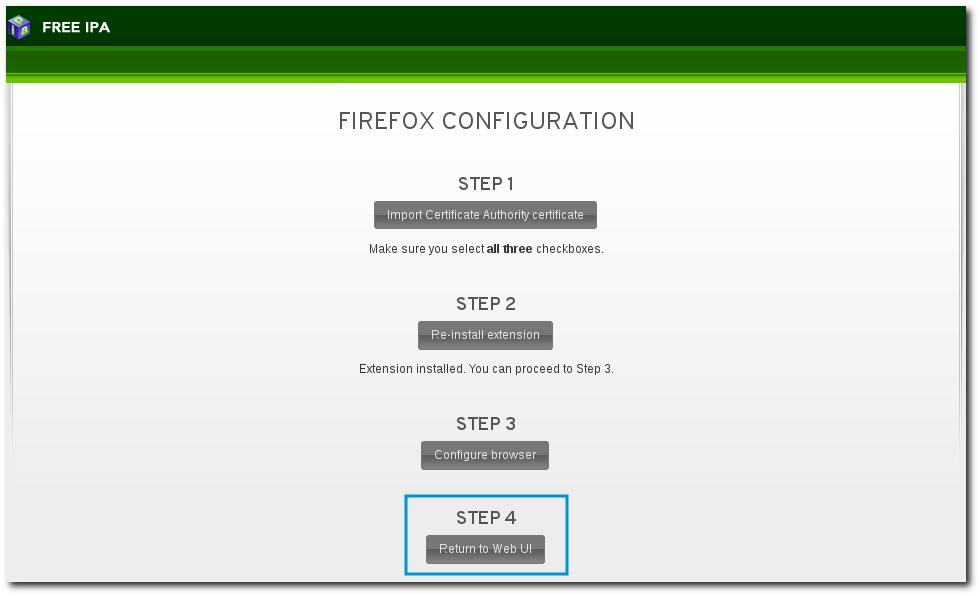 FREE IPA
FIREFOX CONFIGURATION
STEP 1
Import Certificate Authority certificate
Make sure you select all three checkboxes.
STEP 2
Re-install extension
Extension installed. You can proceed to Step 3.
STEP 3
Configure browser
STEP 4
Return to Web UI